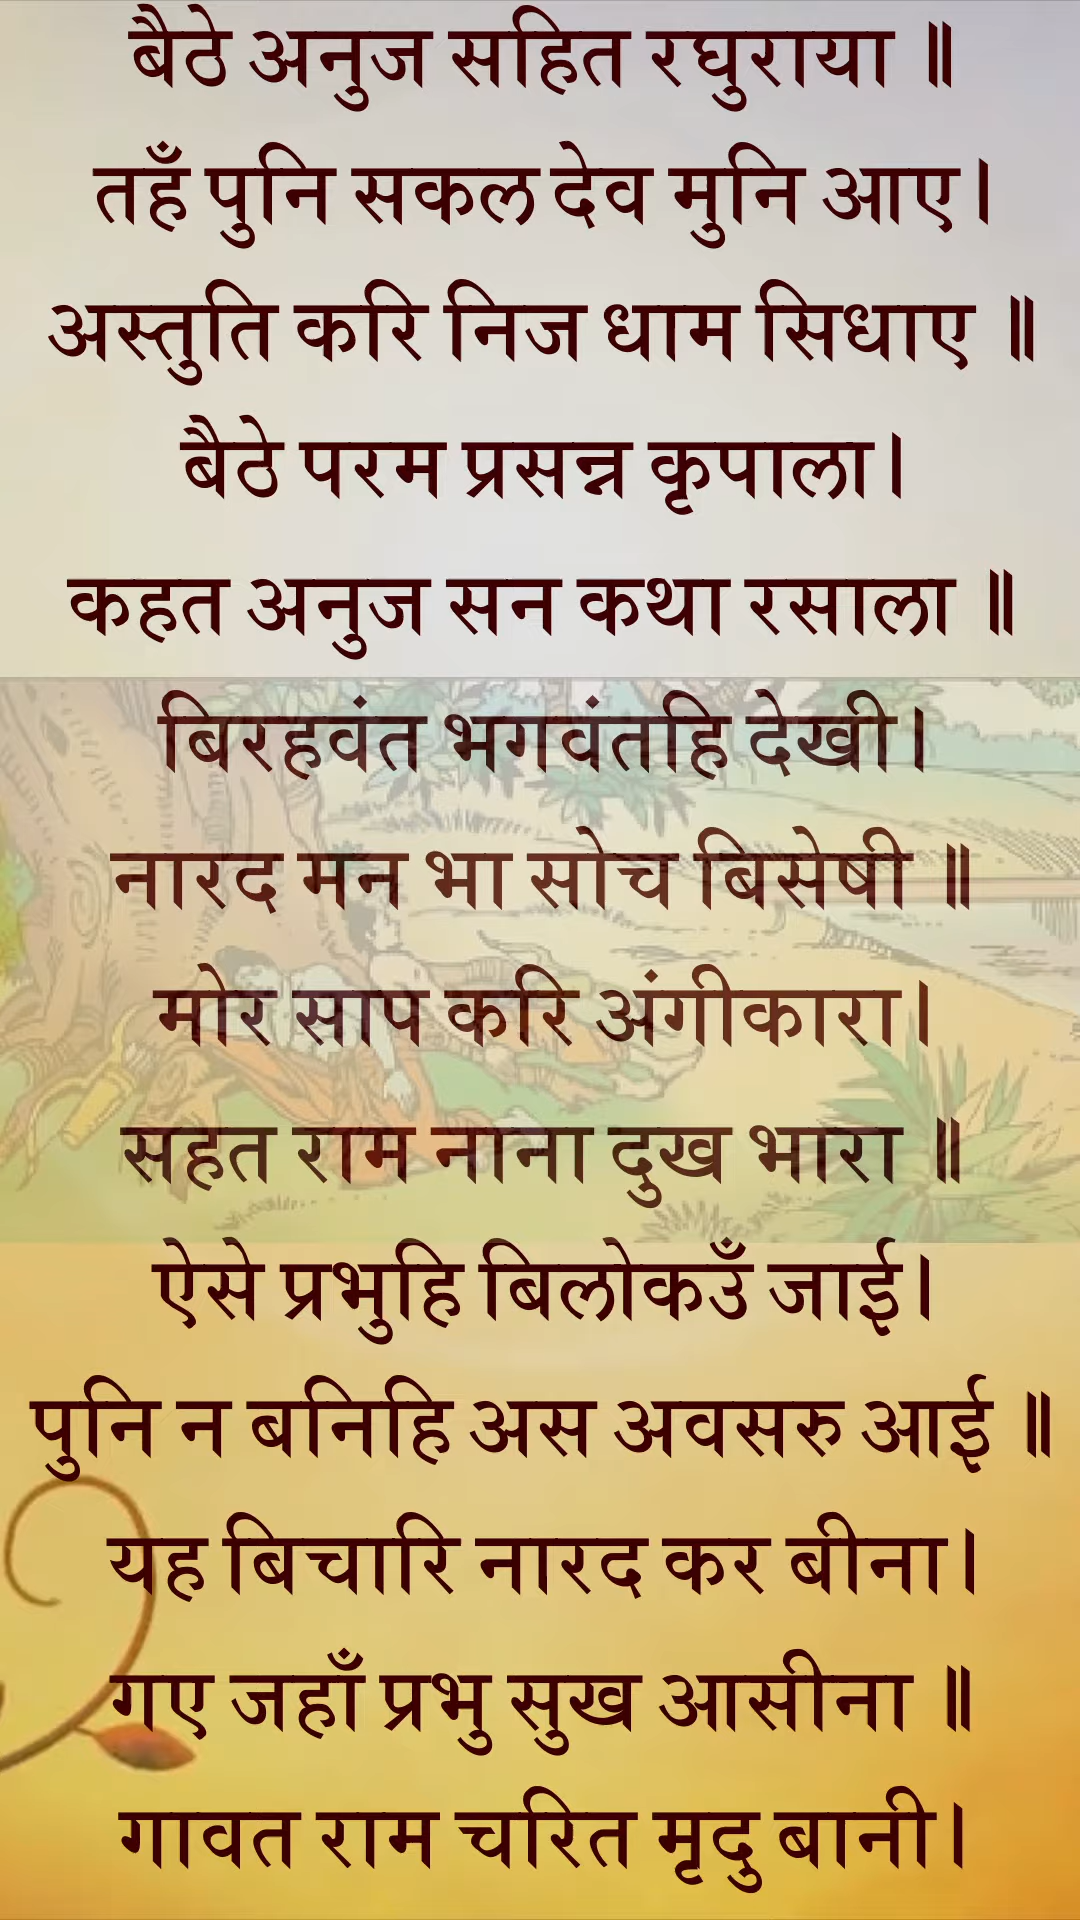 बैठे अनुज सहित रघुराया ॥
तहँ पुनि सकल देव मुनि आए।
अस्तुति करि निज धाम सिधाए ॥
बैठे परम प्रसन्न कृपाला।
कहत अनुज सन कथा रसाला ॥
बिरहवंत भगवंतहि देखी।
नारद मन भा सोच बिसेषी ॥
मोर साप करि अंगीकारा।
सहत राम नाना दुख भारा ॥
ऐसे प्रभुहि बिलोकउँ जाई।
पुनि न बनिहि अस अवसरु आई ॥
यह बिचारि नारद कर बीना।
गए जहाँ प्रभु सुख आसीना ॥
गावत राम चरित मृदु बानी।